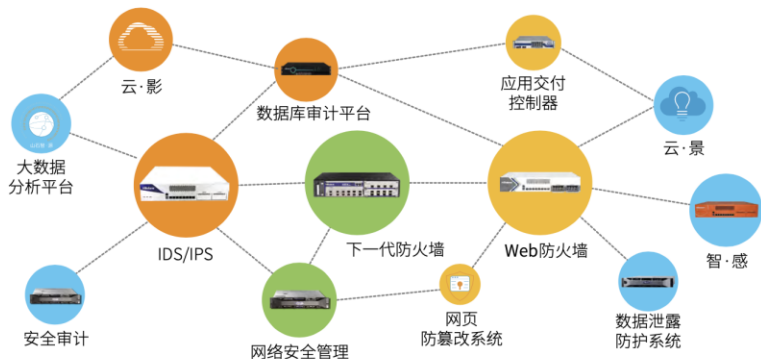 云·影
数据库审计平台
应用交付
控制器
云·景
大数据
分析平台
IDS/IPS
下一代防火墙
Web防火墙
智·感
安全审计
网络安全管理
网页
防篡改系统
数据泄露
防护系统